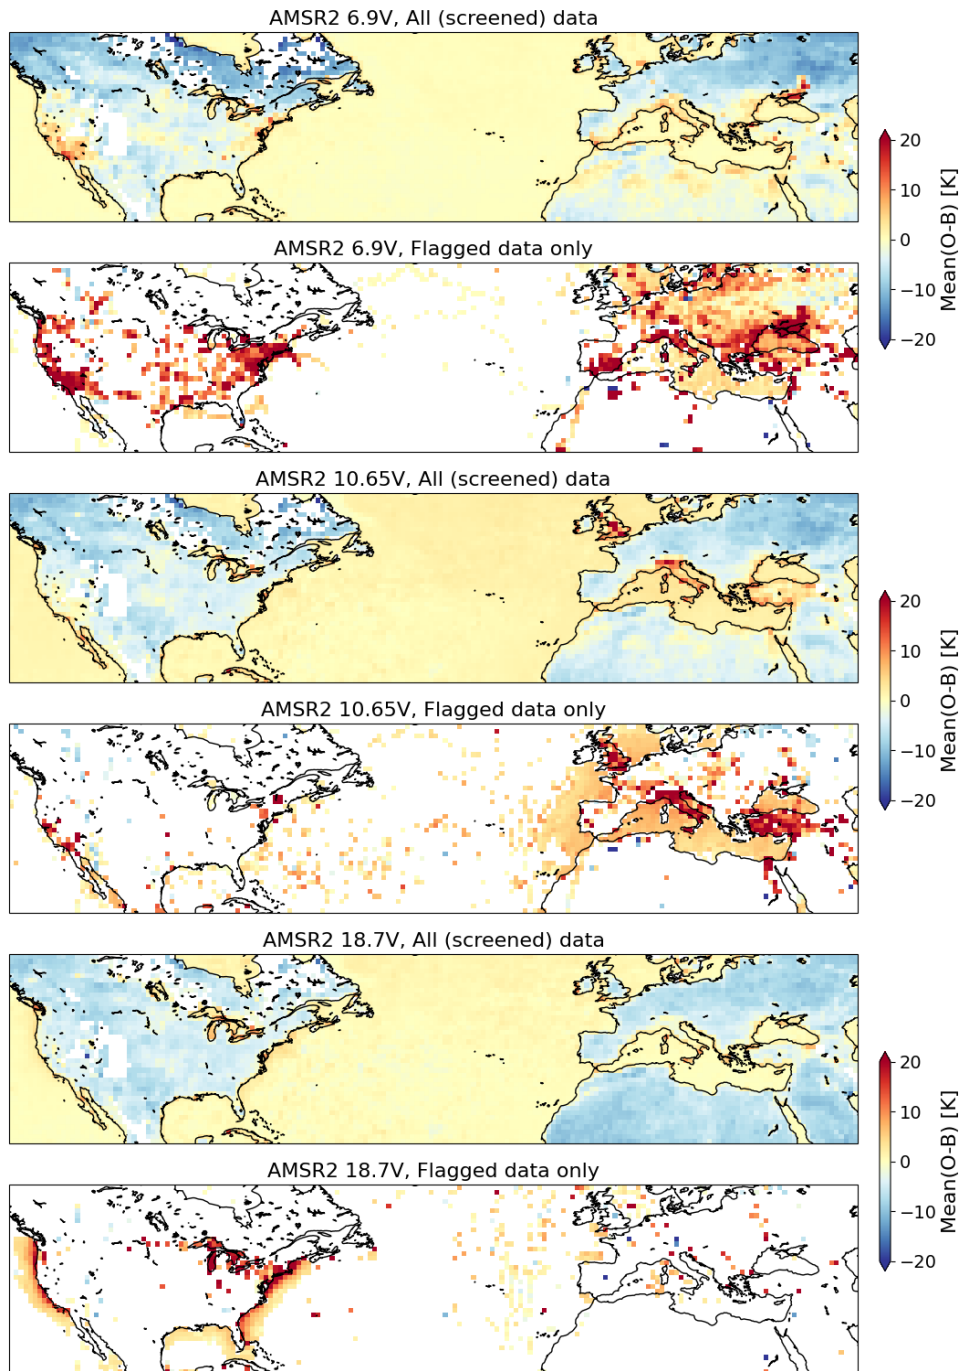 AMSR2 6.9V, All (screened) data
AMSR2 6.9V, Flagged data only
20
10
0
−10
−20
Mean(O-B) [K]
AMSR2 10.65V, All (screened) data
AMSR2 10.65V, Flagged data only
20
10
0
−10
−20
Mean(O-B) [K]
AMSR2 18.7V, All (screened) data
AMSR2 18.7V, Flagged data only
20
10
0
−10
−20
Mean(O-B) [K]